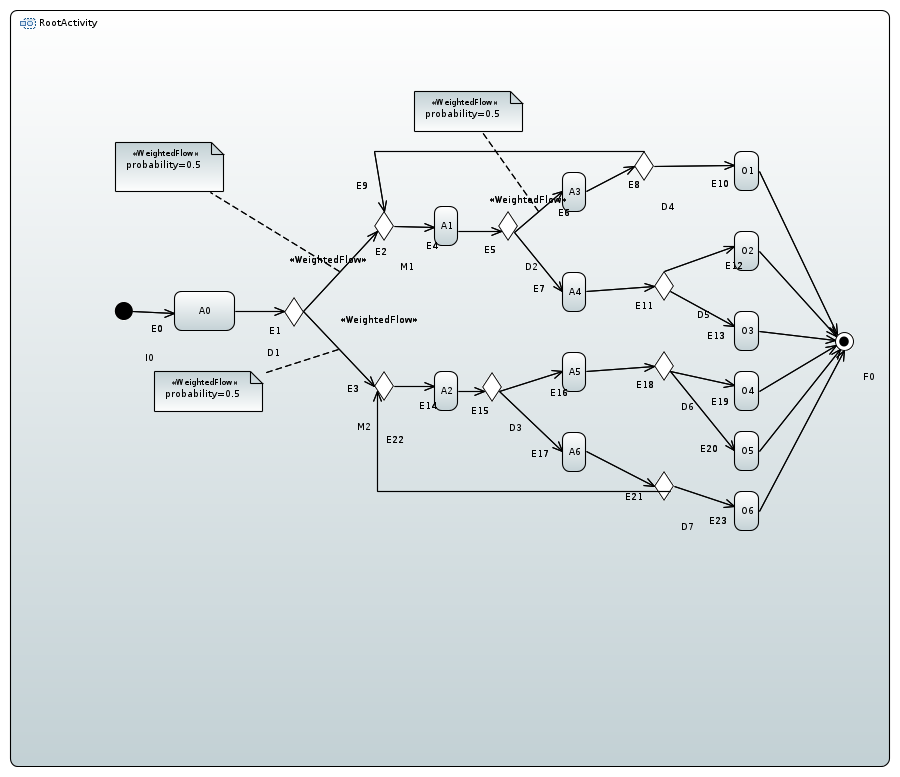 RootActivity
«WeightedFlow»
probability=0.5
«WeightedFlow»
probability=0.5
O1
E8
E10
E9
A3
«WeightedFlow»
E6
D4
A1
E4
E5
E2
«WeightedFlow»
M1
D2
O2
E12
E7
A4
E11
E0
A0
E1
«WeightedFlow»
D5
E13
O3
I0
D1
F0
«WeightedFlow»
probability=0.5
E3
A2
E14
E15
A5
E16
E18
O4
E19
D6
M2
E22
D3
E17
A6
E20
O5
E21
O6
E23
D7